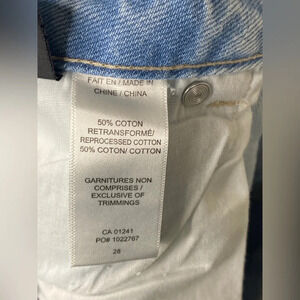 FAIT EN / MADE IN
CHINE / CHINA
50% COTON
RETRANSFORMÉ/
REPROCESSED COTTON
50% COTON/ COTTON
GARNITURES NON
COMPRISES /
EXCLUSIVE OF
TRIMMINGS
CA 01241
PO# 1022767
28